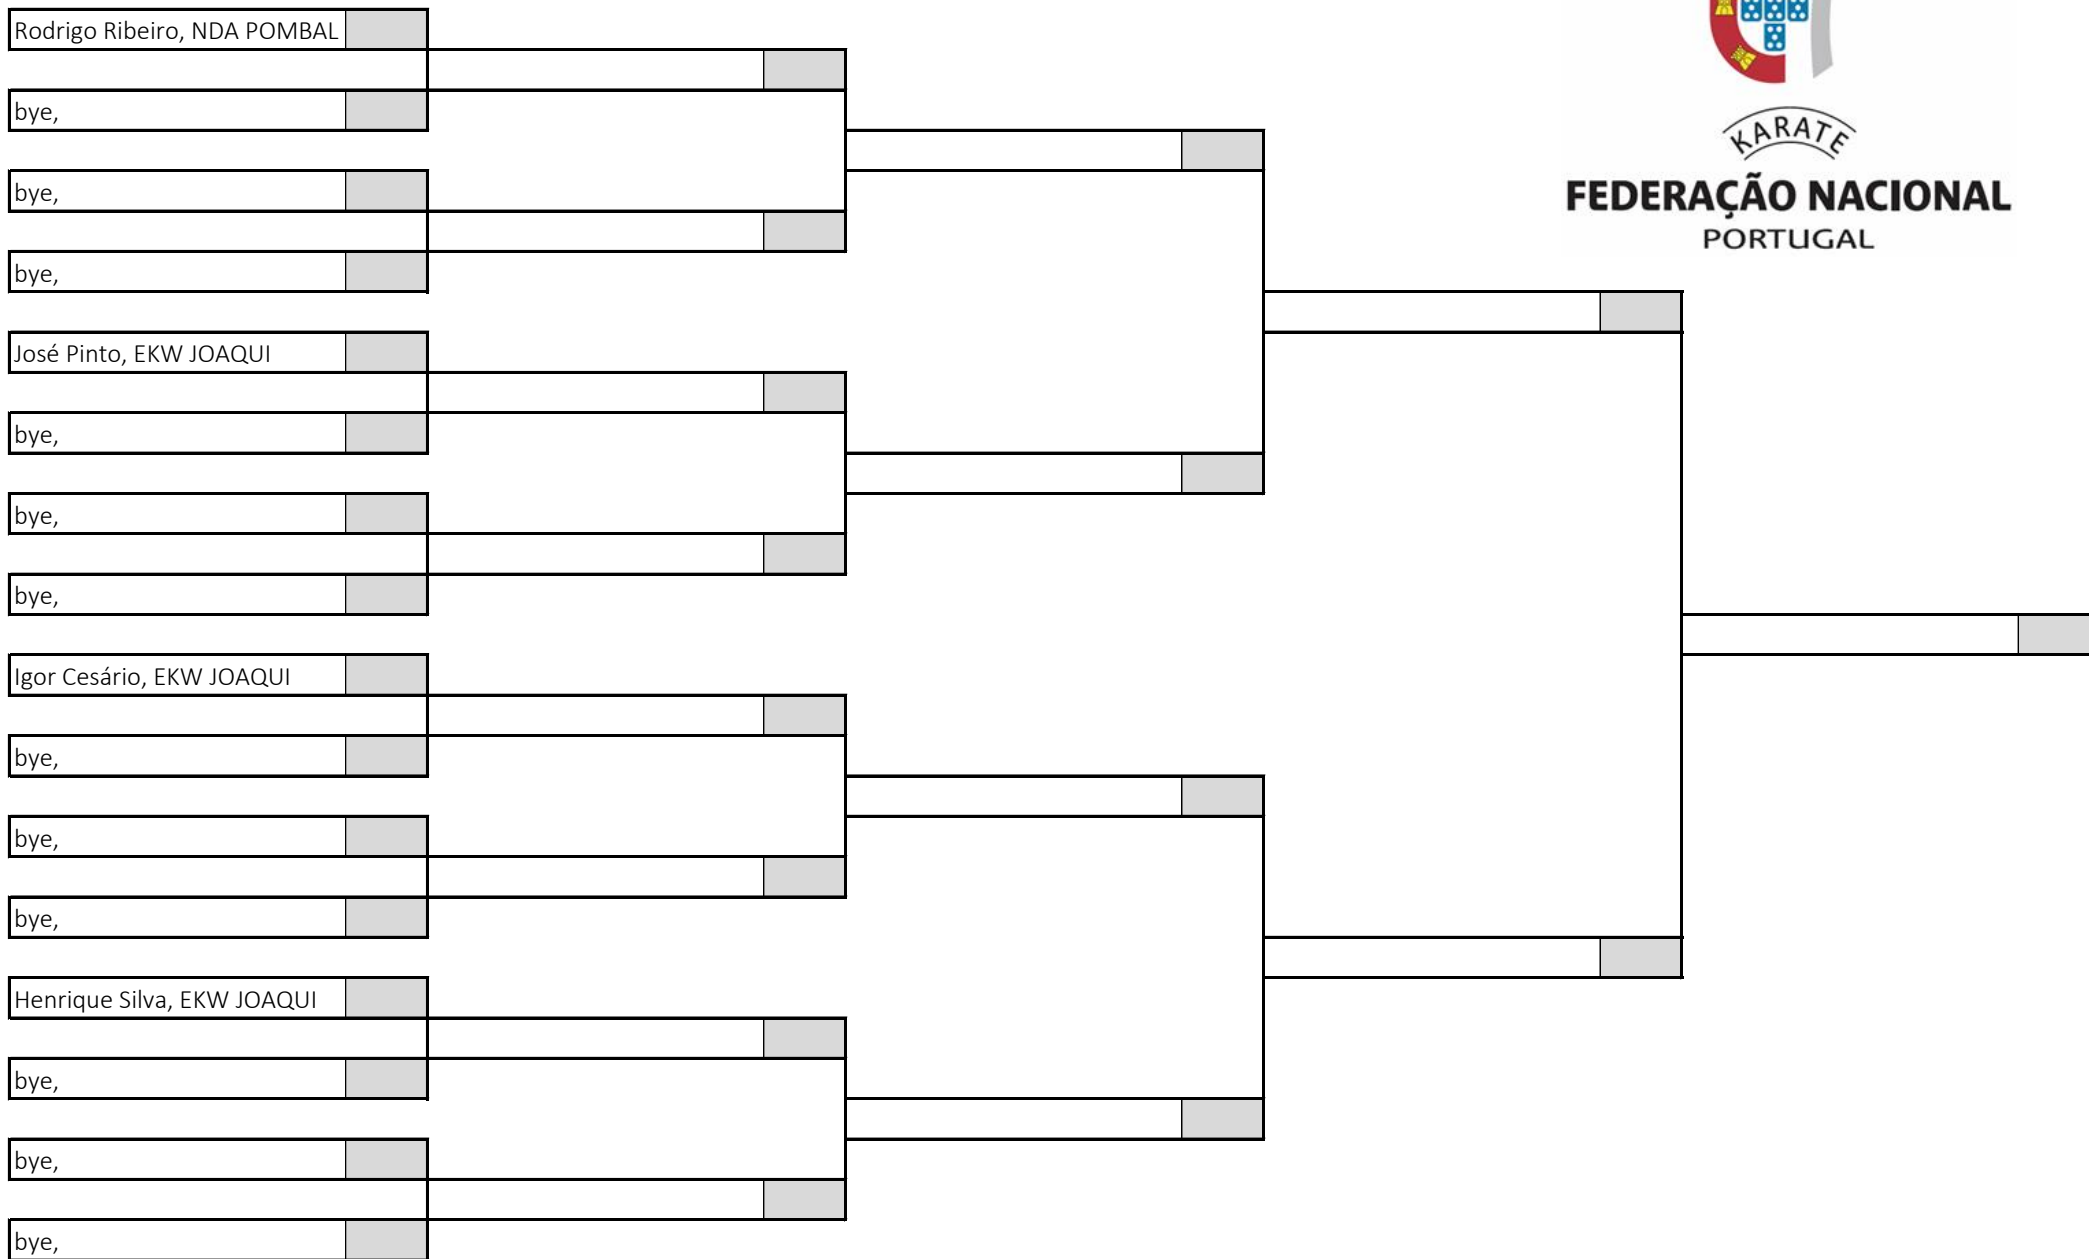 Rodrigo Ribeiro, NDA POMBAL
bye,
bye,
bye,
José Pinto, EKW JOAQUI
bye,
bye,
bye,
Igor Cesário, EKW JOAQUI
bye,
bye,
bye,
Henrique Silva, EKW JOAQUI
bye,
bye,
bye,
KARATE
FEDERAÇÃO NACIONAL
PORTUGAL